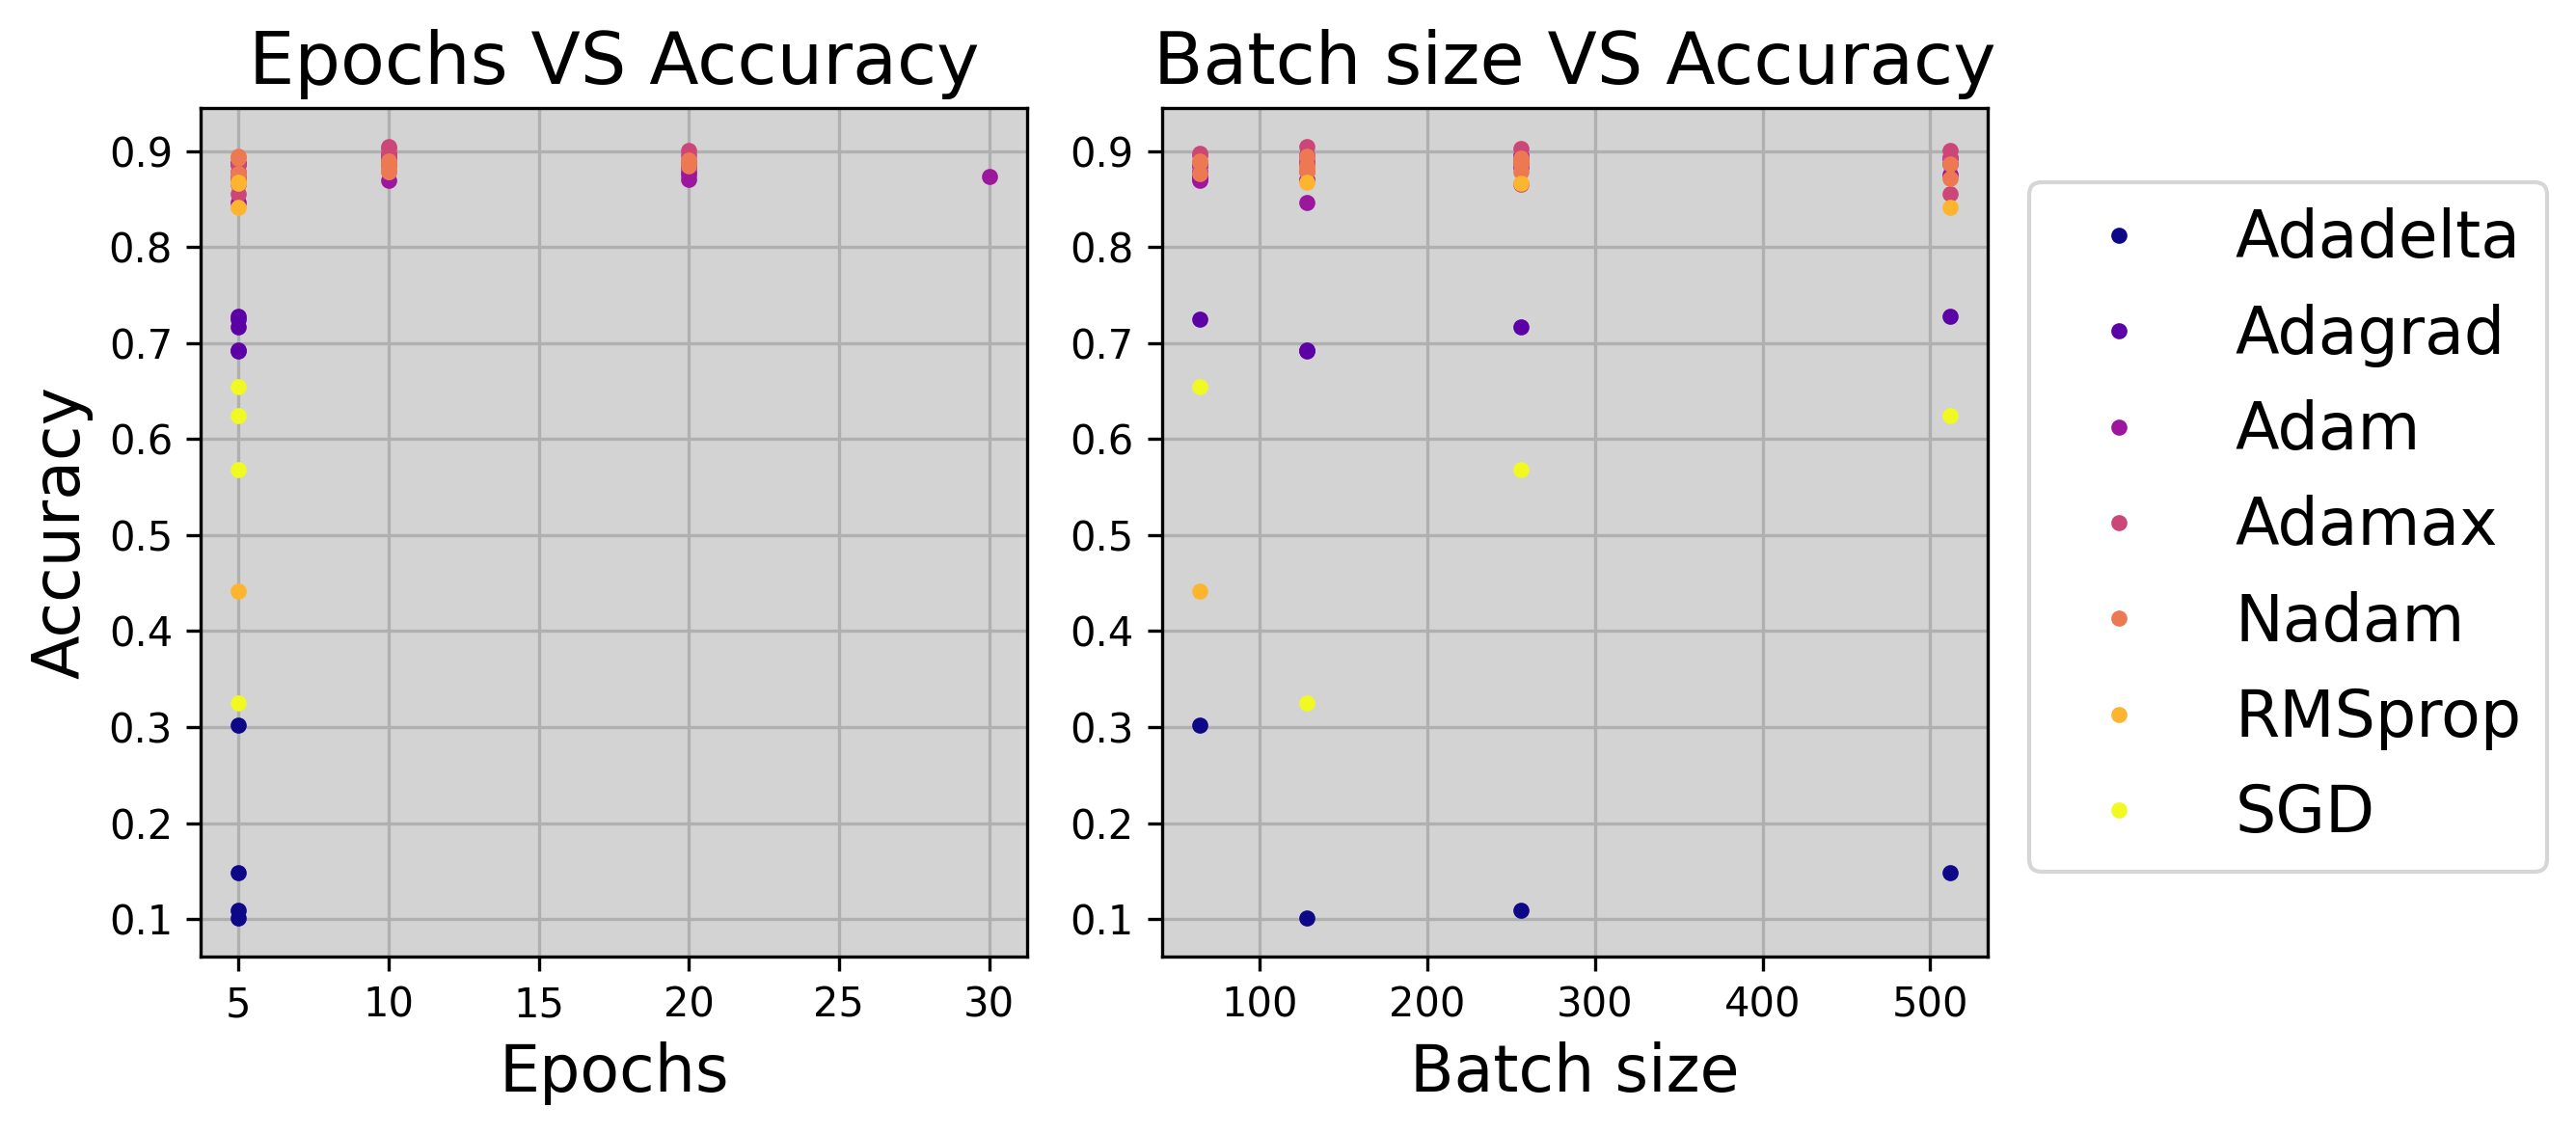 Epochs VS Accuracy
Accuracy
0.9
0.8
0.7
0.6
0.5
0.4
0.3
0.2
0.1
5 10 15 20 25 30
Epochs
Batch size VS Accuracy
0.9
0.8
0.7
0.6
0.5
0.4
0.3
0.2
0.1
100 200 300 400 500
Batch size
Adadelta
Adagrad
Adam
Adamax
Nadam
RMSprop
SGD